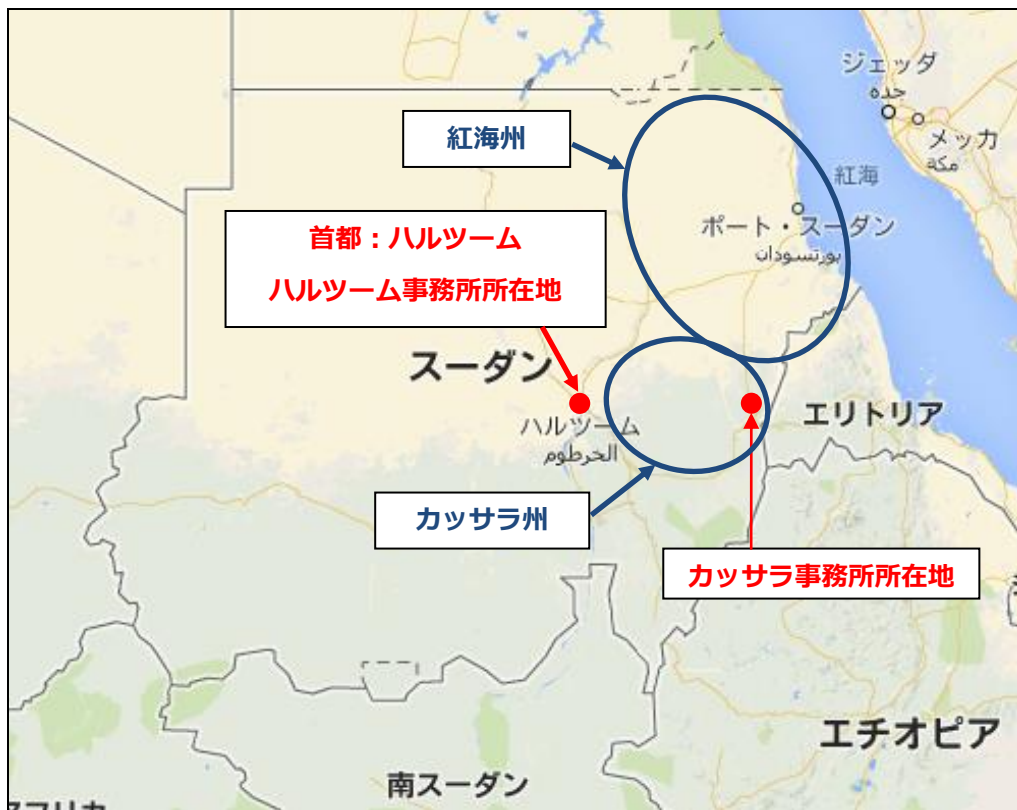 ジェッダ
جدة
メッカ
مكة
紅海州
紅海
ポート・スーダン
بورتسودان
首都：ハルツーム
ハルツーム事務所所在地
スーダン
ハルツーム
الخرطوم
エリトリア
カッサラ州
カッサラ事務所所在地
エチオピア
南スーダン